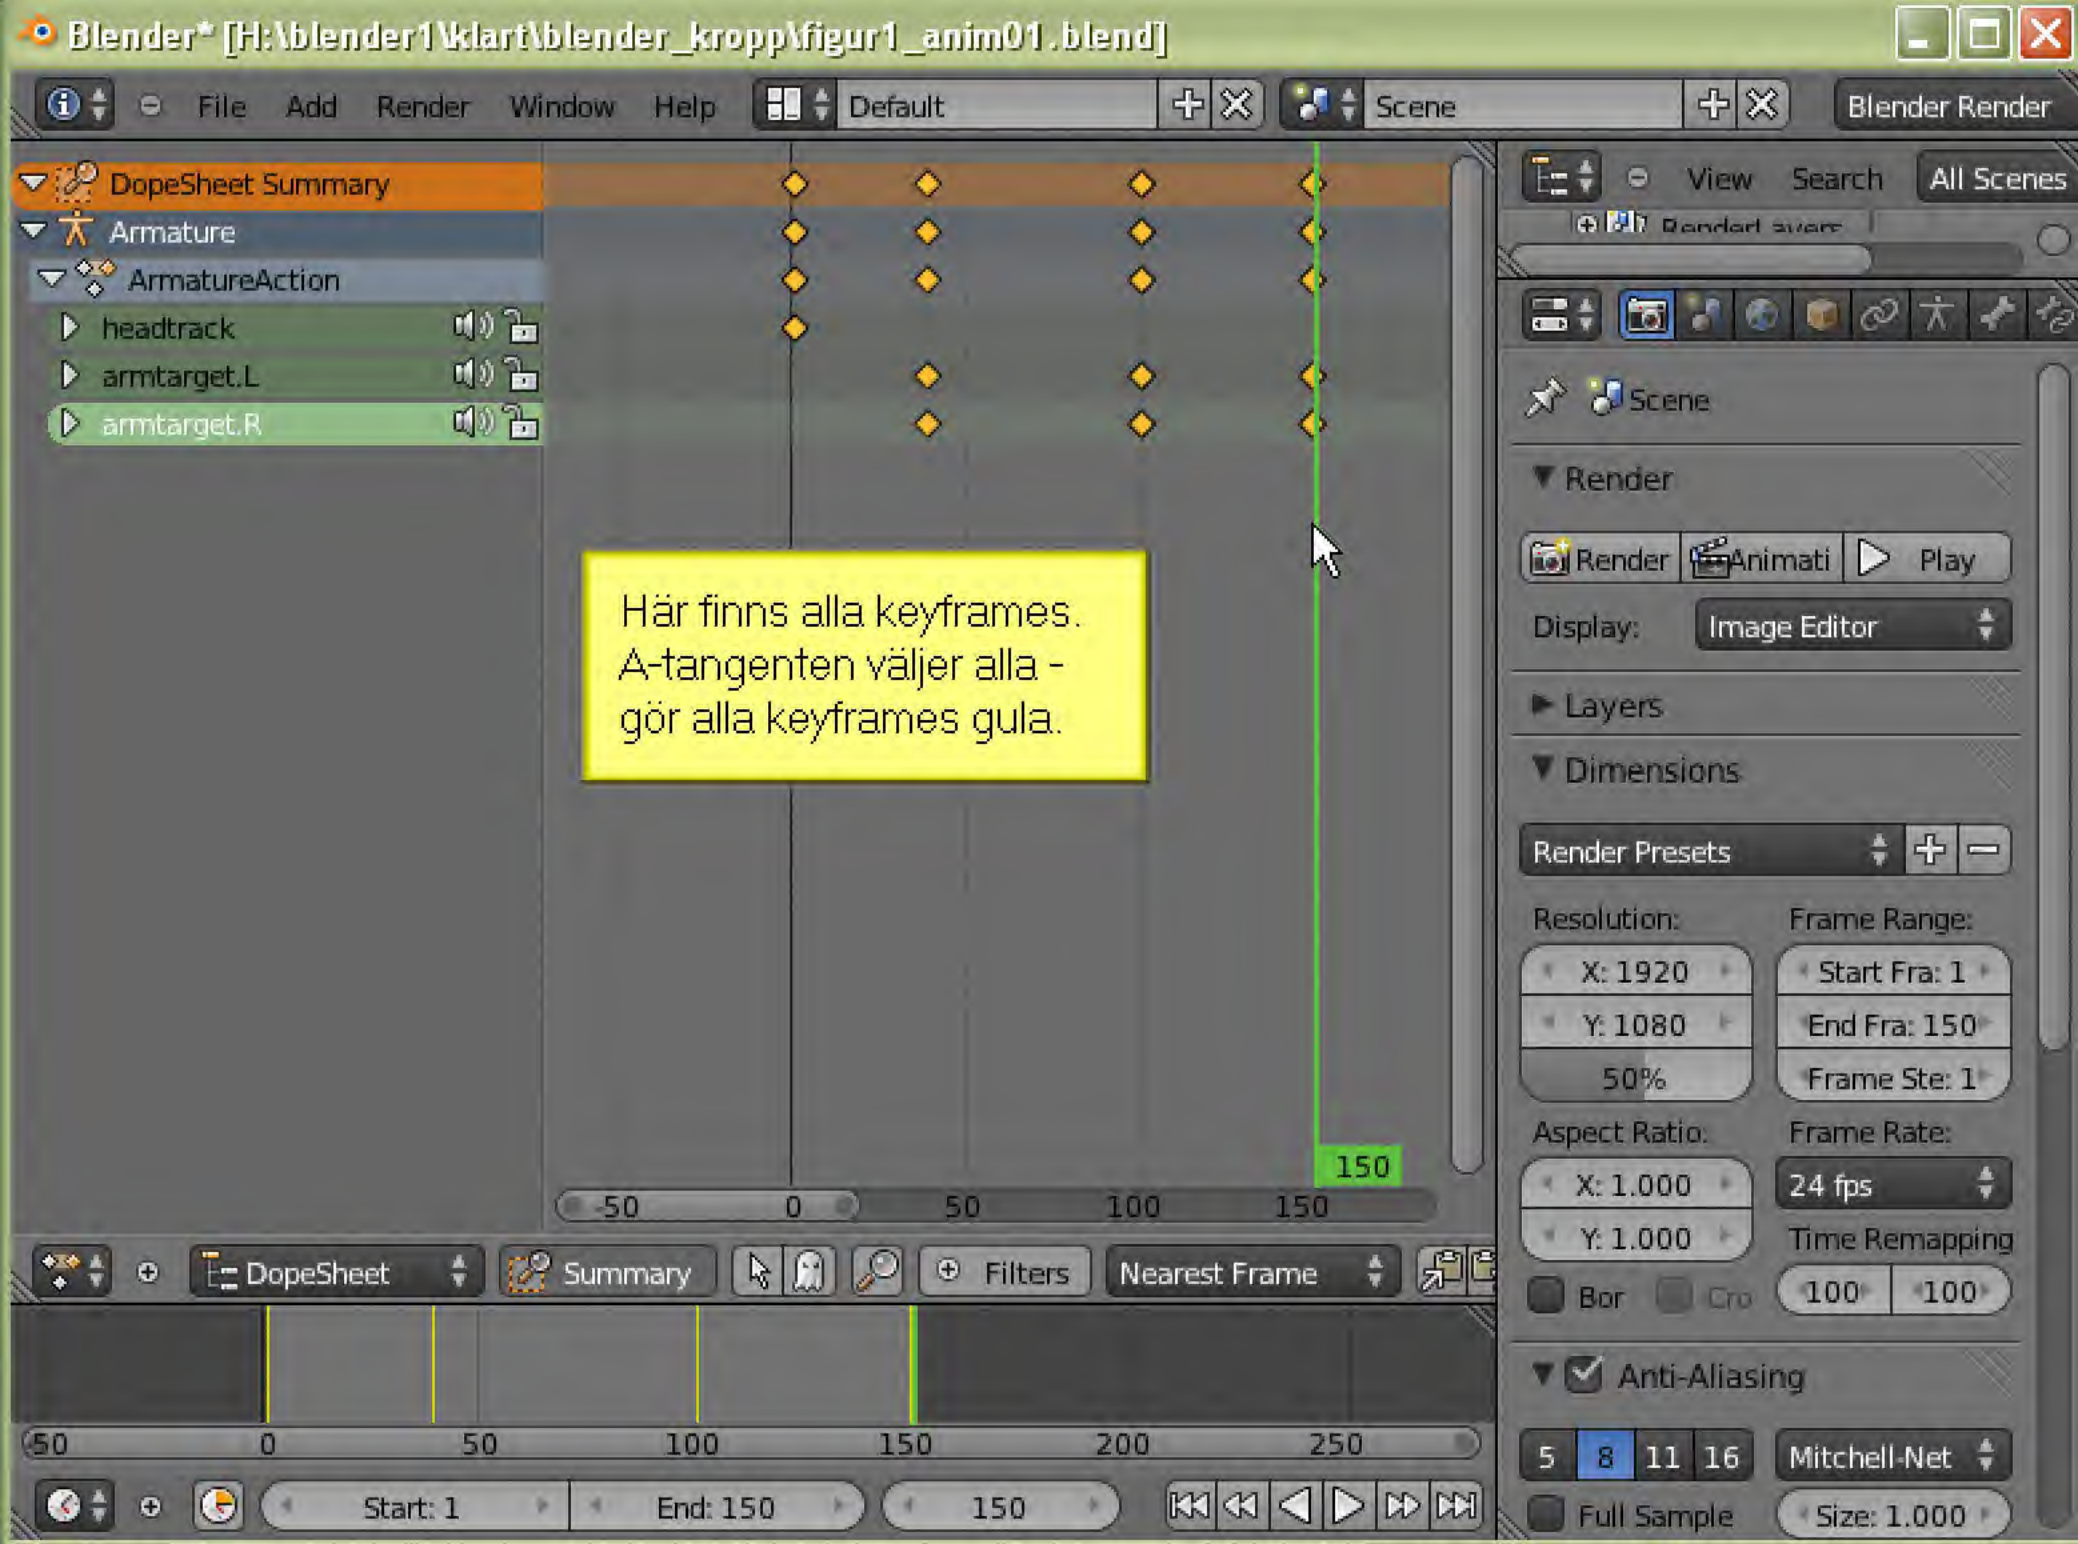 Blender* [H:\blender1\klart\blender_kropp\figur1_anim01.blend]
File Add Render Window Help Default Scene Blender Render
DopeSheet Summary
Armature
ArmatureAction
headtrack
armtarget.L
armtarget.R
Här finns alla keyframes.
A-tangenten väljer alla -
gör alla keyframes gula.
150
-50 0 50 100 150
DopeSheet Summary Filters Nearest Frame
50 0 50 100 150 200 250
Start: 1 End: 150 150
View Search All Scenes
RenderLayers
Scene
Render
Render Animati Play
Display: Image Editor
Layers
Dimensions
Render Presets
Resolution: Frame Range:
X: 1920 Start Fra: 1
Y: 1080 End Fra: 150
50% Frame Ste: 1
Aspect Ratio: Frame Rate:
X: 1.000 24 fps
Y: 1.000 Time Remapping
Bor Cro 100 100
Anti-Aliasing
5 8 11 16 Mitchell-Net
Full Sample Size: 1.000